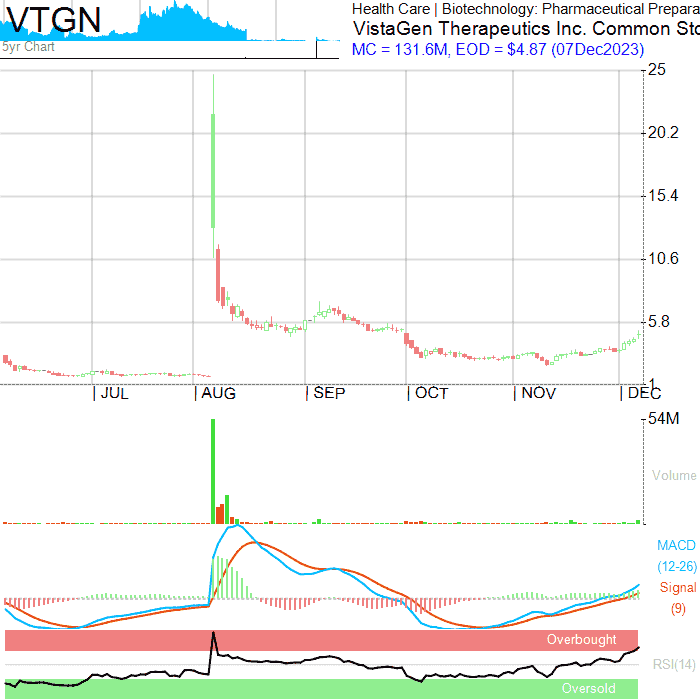 VTGN
5yr Chart
Health Care | Biotechnology: Pharmaceutical Prepara
VistaGen Therapeutics Inc. Common Sto
MC = 131.6M, EOD = $4.87 (07Dec2023)
25
20.2
15.4
10.6
5.8
1
JUL AUG SEP OCT NOV DEC
54M
Volume
MACD
(12-26)
Signal
(9)
Overbought
RSI(14)
Oversold